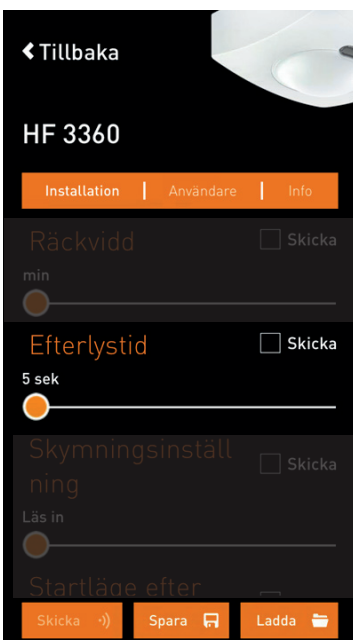 Tillbaka
HF 3360
Installation Användare Info
Räckvidd Skicka
min
Efterlystid Skicka
5 sek
Skymningsinställ
ning Skicka
Läs in
Startläge efter
Skicka Spara Ladda